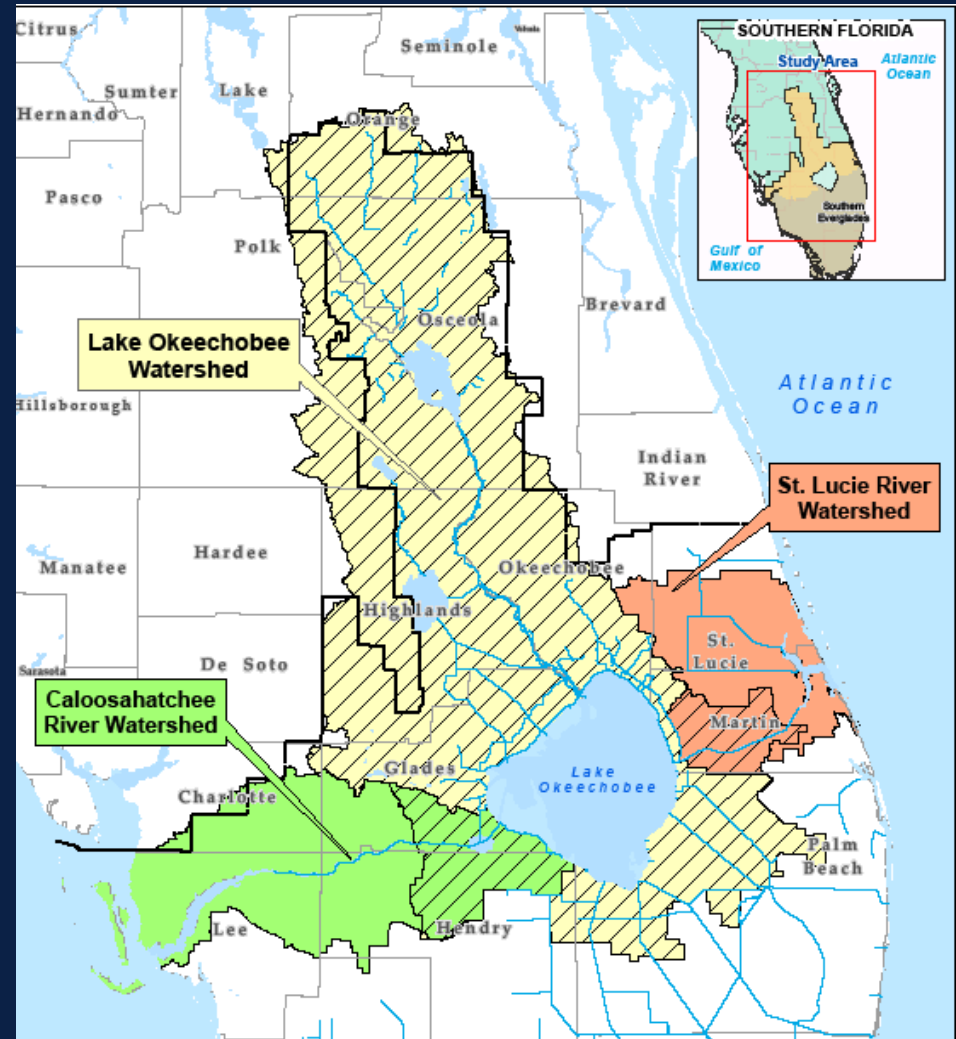 Citrus
Seminole
Volusia
SOUTHERN FLORIDA
Study Area
Atlantic
Ocean
Sumter
Lake
Hernando
Orange
Pasco
Southern
Everglades
Polk
Gulf of
Mexico
Brevard
Osceola
Lake Okeechobee
Watershed
Atlantic
Ocean
Hillsborough
Indian
River
St. Lucie River
Watershed
Hardee
Manatee
Okeechobee
Highlands
St.
Lucie
De Soto
Sarasota
Caloosahatchee
River Watershed
Martin
Glades
Lake
Okeechobee
Charlotte
Palm
Beach
Lee
Hendry